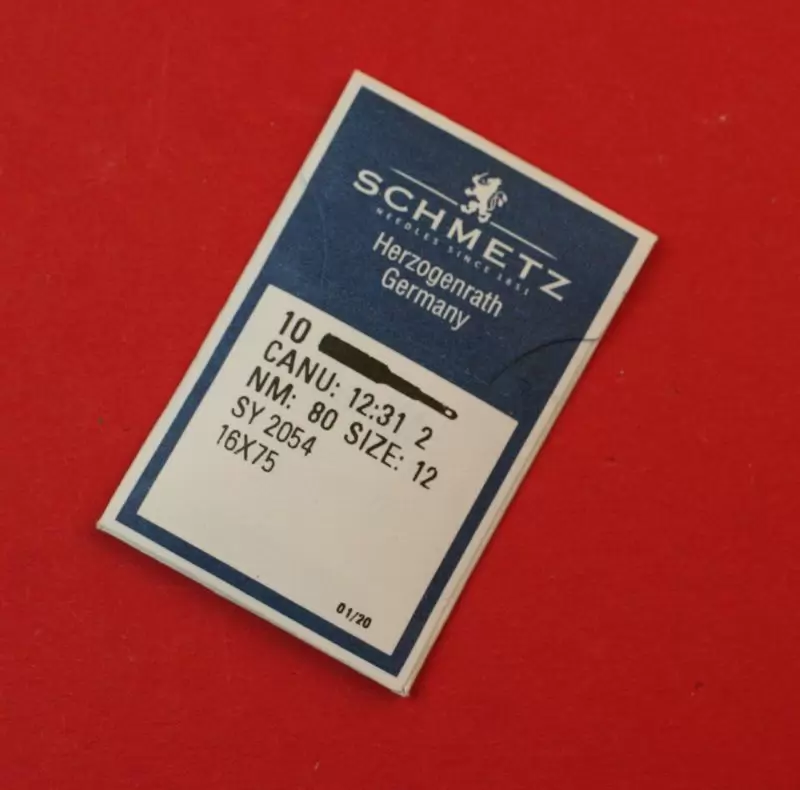 SCHMETZ
NEEDLES SINCE 1851
Herzogenrath
Germany
10
CANU: 12:31 2
NM: 80 SIZE: 12
SY 2054
16X75
01/20